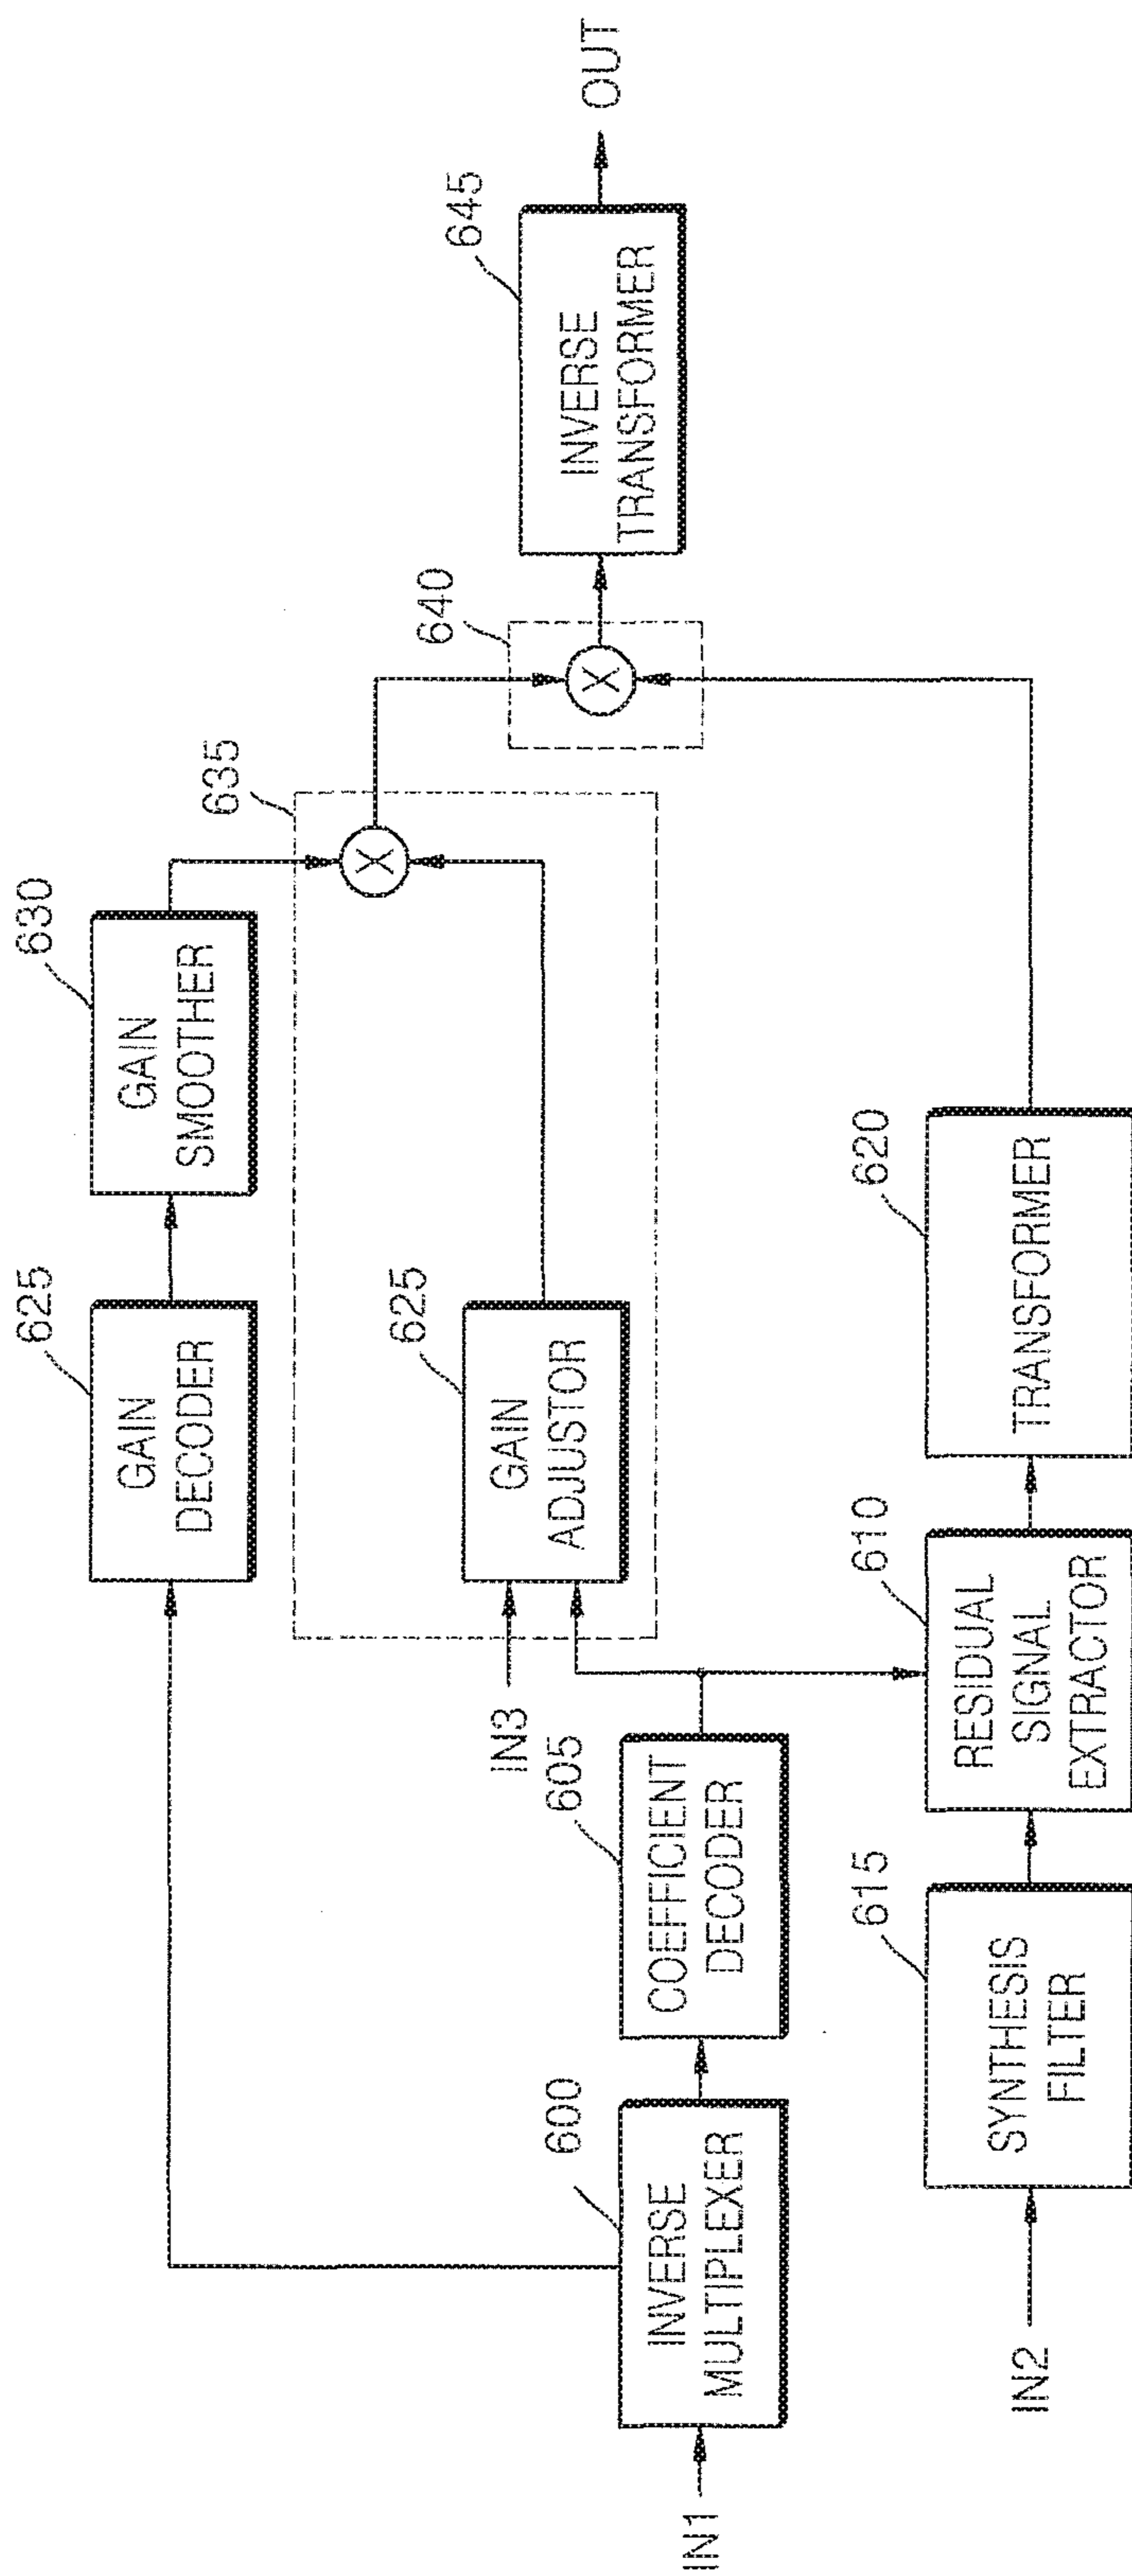 625
GAIN
DECODER
630
GAIN
SMOOTHER
635
X
625
GAIN
ADJUSTOR
IN3
640
X
645
INVERSE
TRANSFORMER
OUT
IN1
600
INVERSE
MULTIPLEXER
605
COEFFICIENT
DECODER
IN2
615
SYNTHESIS
FILTER
610
RESIDUAL
SIGNAL
EXTRACTOR
620
TRANSFORMER